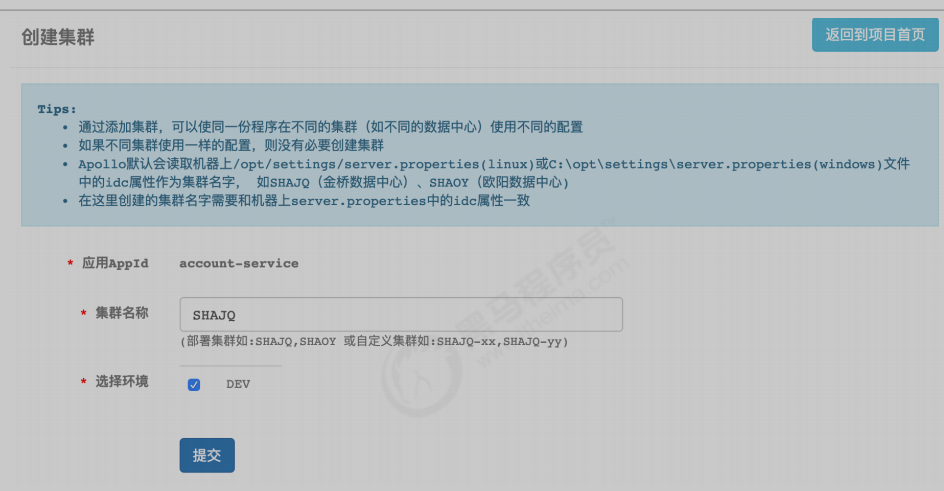 创建集群
返回到项目首页
Tips:
• 通过添加集群，可以使同一份程序在不同的集群（如不同的数据中心）使用不同的配置
• 如果不同集群使用一样的配置，则没有必要创建集群
• Apollo默认会读取机器上/opt/settings/server.properties(linux)或C:\opt\settings\server.properties(windows)文件
中的idc属性作为集群名字， 如SHAJQ（金桥数据中心）、SHAOY（欧阳数据中心)
• 在这里创建的集群名字需要和机器上server.properties中的idc属性一致
* 应用AppId account-service
* 集群名称 SHAJQ
(部署集群如:SHAJQ,SHAOY 或自定义集群如:SHAJQ-xx,SHAJQ-yy)
* 选择环境 DEV
提交
黑马程序员
www.itheima.com